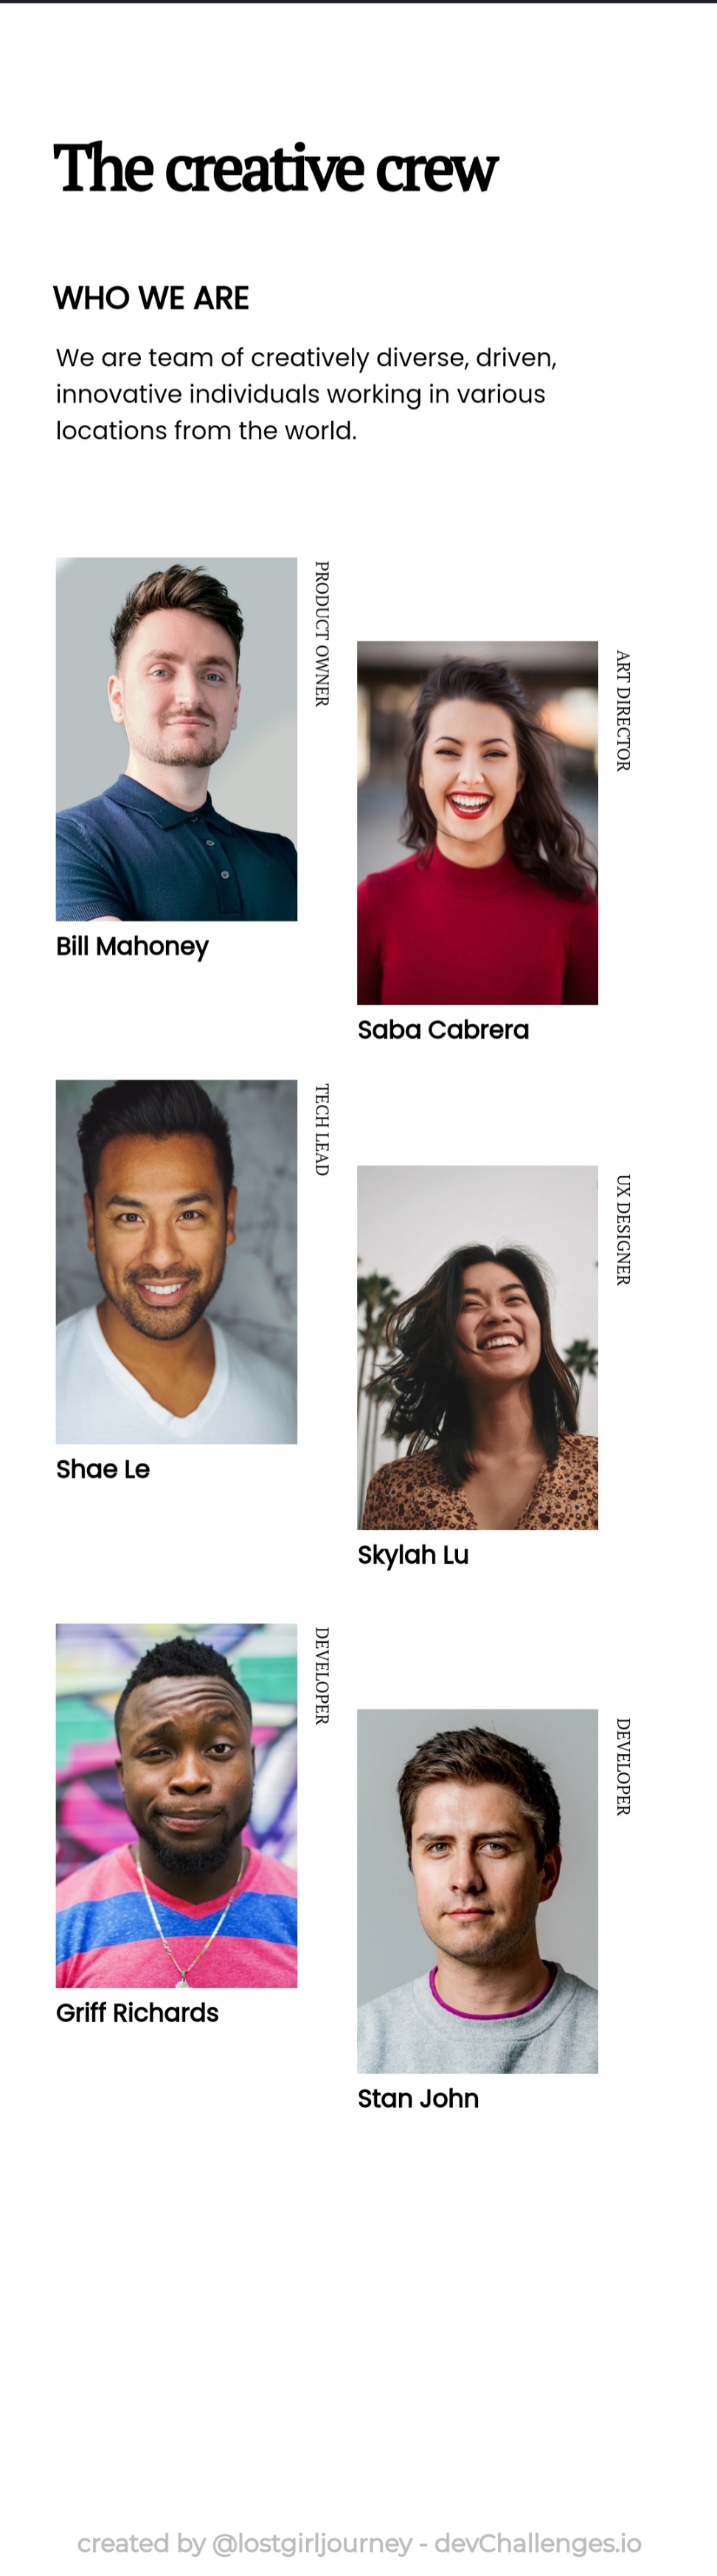 The creative crew
WHO WE ARE
We are team of creatively diverse, driven,
innovative individuals working in various
locations from the world.
PRODUCT OWNER
Bill Mahoney
ART DIRECTOR
Saba Cabrera
TECH LEAD
Shae Le
UX DESIGNER
Skylah Lu
DEVELOPER
Griff Richards
DEVELOPER
Stan John
created by @lostgirljourney - devChallenges.io